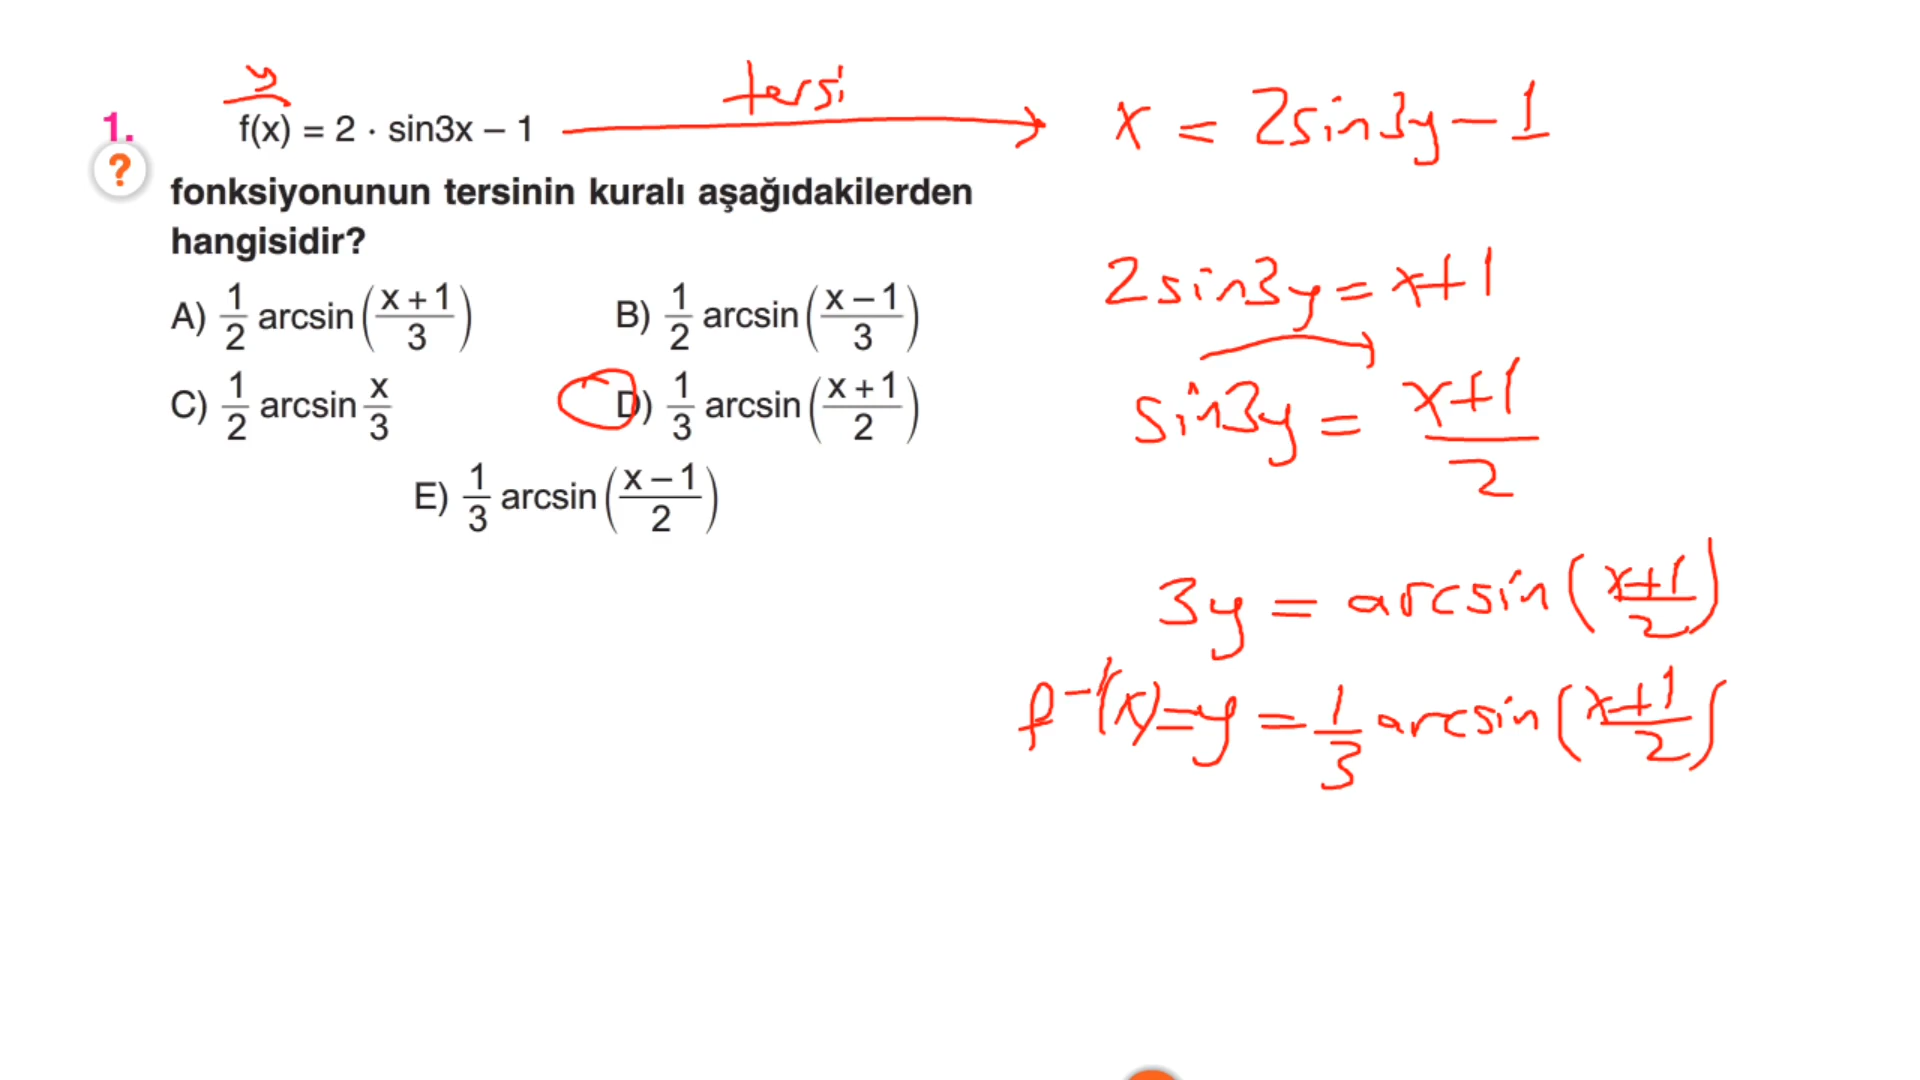 y
1. f(x) = 2 · sin3x – 1
tersi
x = 2sin3y – 1
?
fonksiyonunun tersinin kuralı aşağıdakilerden
hangisidir?
A) 1/2 arcsin((x + 1)/3)
B) 1/2 arcsin((x – 1)/3)
C) 1/2 arcsin x/3
D) 1/3 arcsin((x + 1)/2)
E) 1/3 arcsin((x – 1)/2)
2sin3y = x+1
sin3y = (x+1)/2
3y = arcsin((x+1)/2)
f⁻¹(x) = y = 1/3 arcsin((x+1)/2)